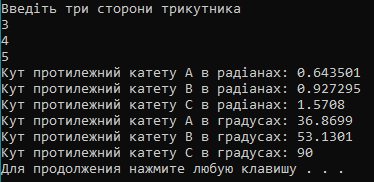 Введіть три сторони трикутника
3
4
5
Кут протилежний катету A в радіанах: 0.643501
Кут протилежний катету B в радіанах: 0.927295
Кут протилежний катету C в радіанах: 1.5708
Кут протилежний катету A в градусах: 36.8699
Кут протилежний катету B в градусах: 53.1301
Кут протилежний катету C в градусах: 90
Для продолжения нажмите любую клавишу . . .